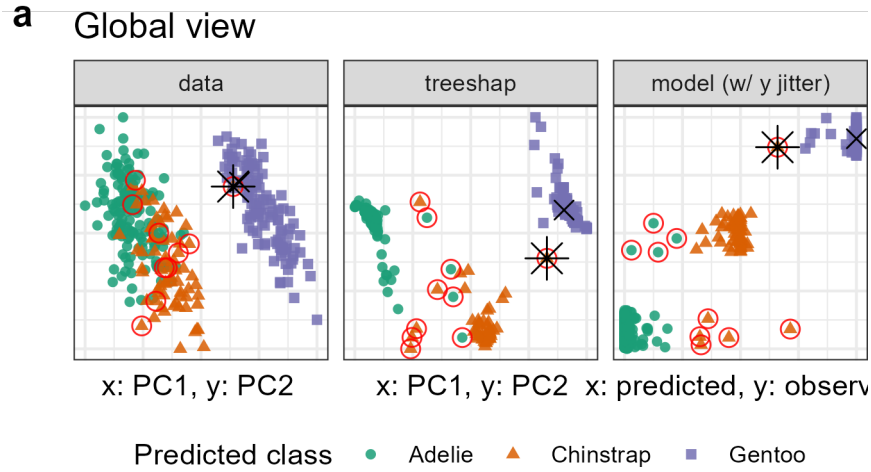 a
Global view
data treeshap model (w/ y jitter)
x: PC1, y: PC2 x: PC1, y: PC2 x: predicted, y: observ
Predicted class Adelie Chinstrap Gentoo